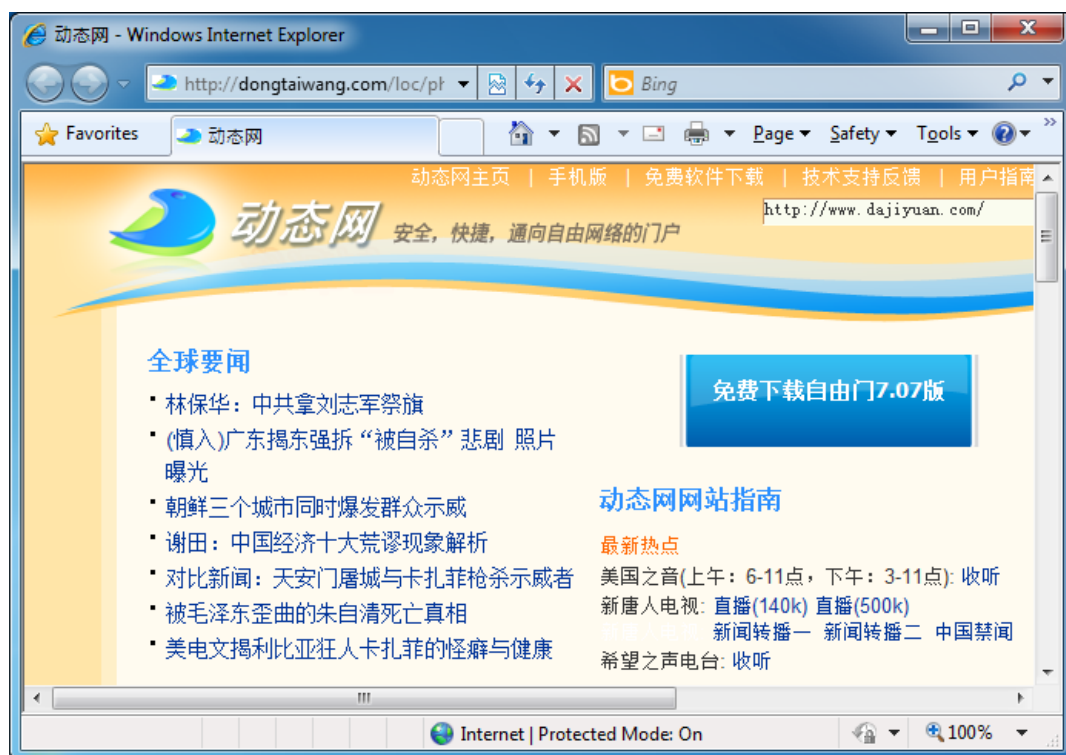 动态网 - Windows Internet Explorer
http://dongtaiwang.com/loc/ph
Bing
Favorites
动态网
Page
Safety
Tools
动态网主页 | 手机版 | 免费软件下载 | 技术支持反馈 | 用户指南
http://www.dajiyuan.com/
动态网 安全，快捷，通向自由网络的门户
全球要闻
林保华：中共拿刘志军祭旗
(慎入)广东揭东强拆“被自杀”悲剧 照片
曝光
朝鲜三个城市同时爆发群众示威
谢田：中国经济十大荒谬现象解析
对比新闻：天安门屠城与卡扎菲枪杀示威者
被毛泽东歪曲的朱自清死亡真相
美电文揭利比亚狂人卡扎菲的怪癖与健康
免费下载自由门7.07版
动态网网站指南
最新热点
美国之音(上午：6-11点，下午：3-11点): 收听
新唐人电视: 直播(140k) 直播(500k)
新闻转播一 新闻转播二 中国禁闻
希望之声电台: 收听
Internet | Protected Mode: On
100%